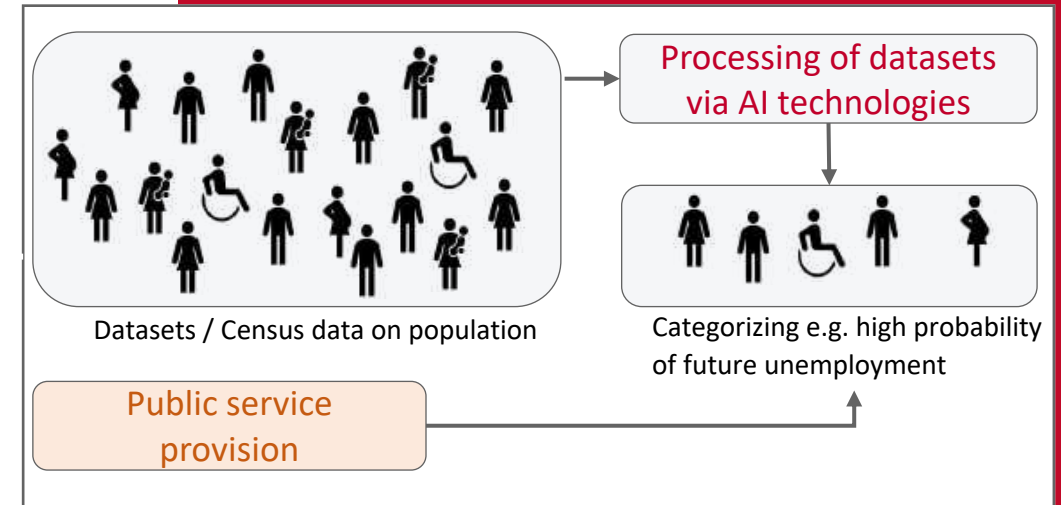 Processing of datasets
via AI technologies
Datasets / Census data on population
Categorizing e.g. high probability
of future unemployment
Public service
provision